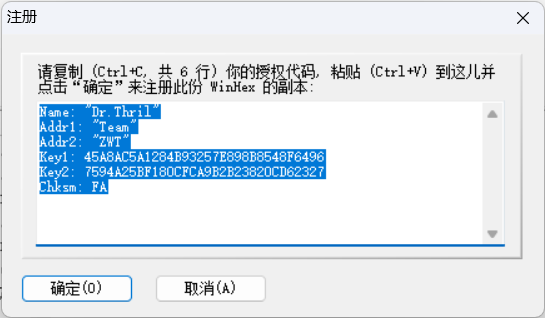 注册
请复制 (Ctrl+C, 共 6 行) 你的授权代码, 粘贴 (Ctrl+V) 到这儿并
点击“确定”来注册此份 WinHex 的副本:
Name: "Dr.Thril"
Addr1: "Team"
Addr2: "ZWT"
Key1: 45A8AC5A1284B93257E898B8548F6496
Key2: 7594A25BF180CFCA9B2B23820CD62327
Chksm: FA
确定(O)
取消(A)